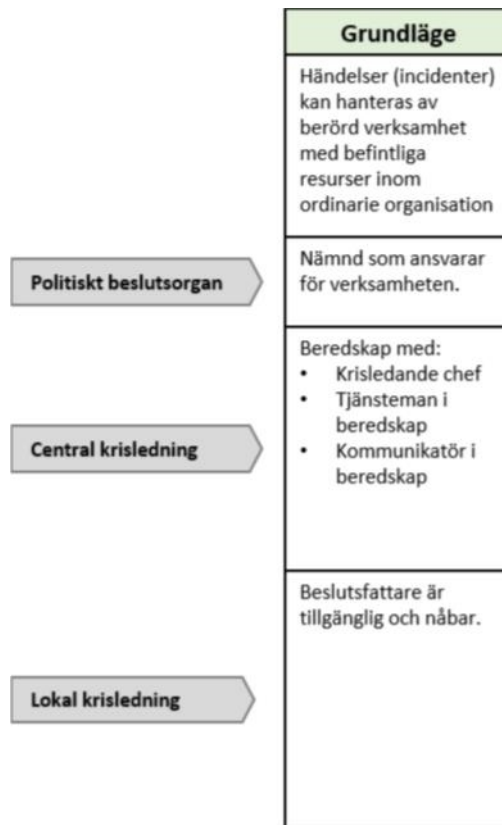 Grundläge
Händelser (incidenter)
kan hanteras av
berörd verksamhet
med befintliga
resurser inom
ordinarie organisation
Politiskt beslutsorgan
Nämnd som ansvarar
för verksamheten.
Central krisledning
Beredskap med:
• Krisledande chef
• Tjänsteman i
beredskap
• Kommunikatör i
beredskap
Lokal krisledning
Beslutsfattare är
tillgänglig och nåbar.